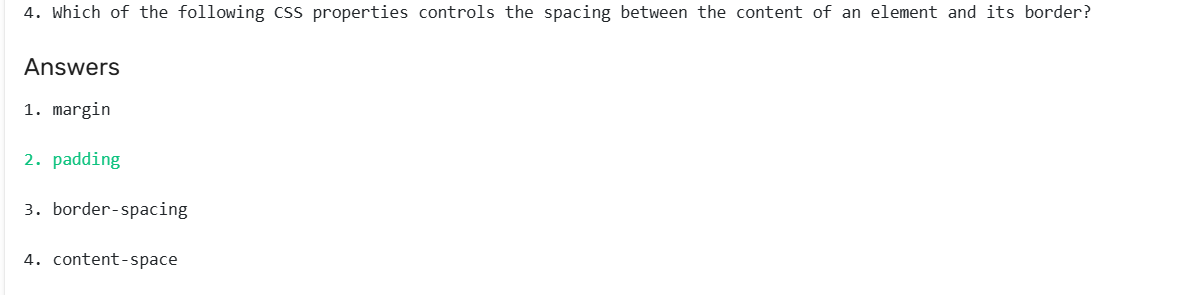 4. Which of the following CSS properties controls the spacing between the content of an element and its border?
Answers
1. margin
2. padding
3. border-spacing
4. content-space